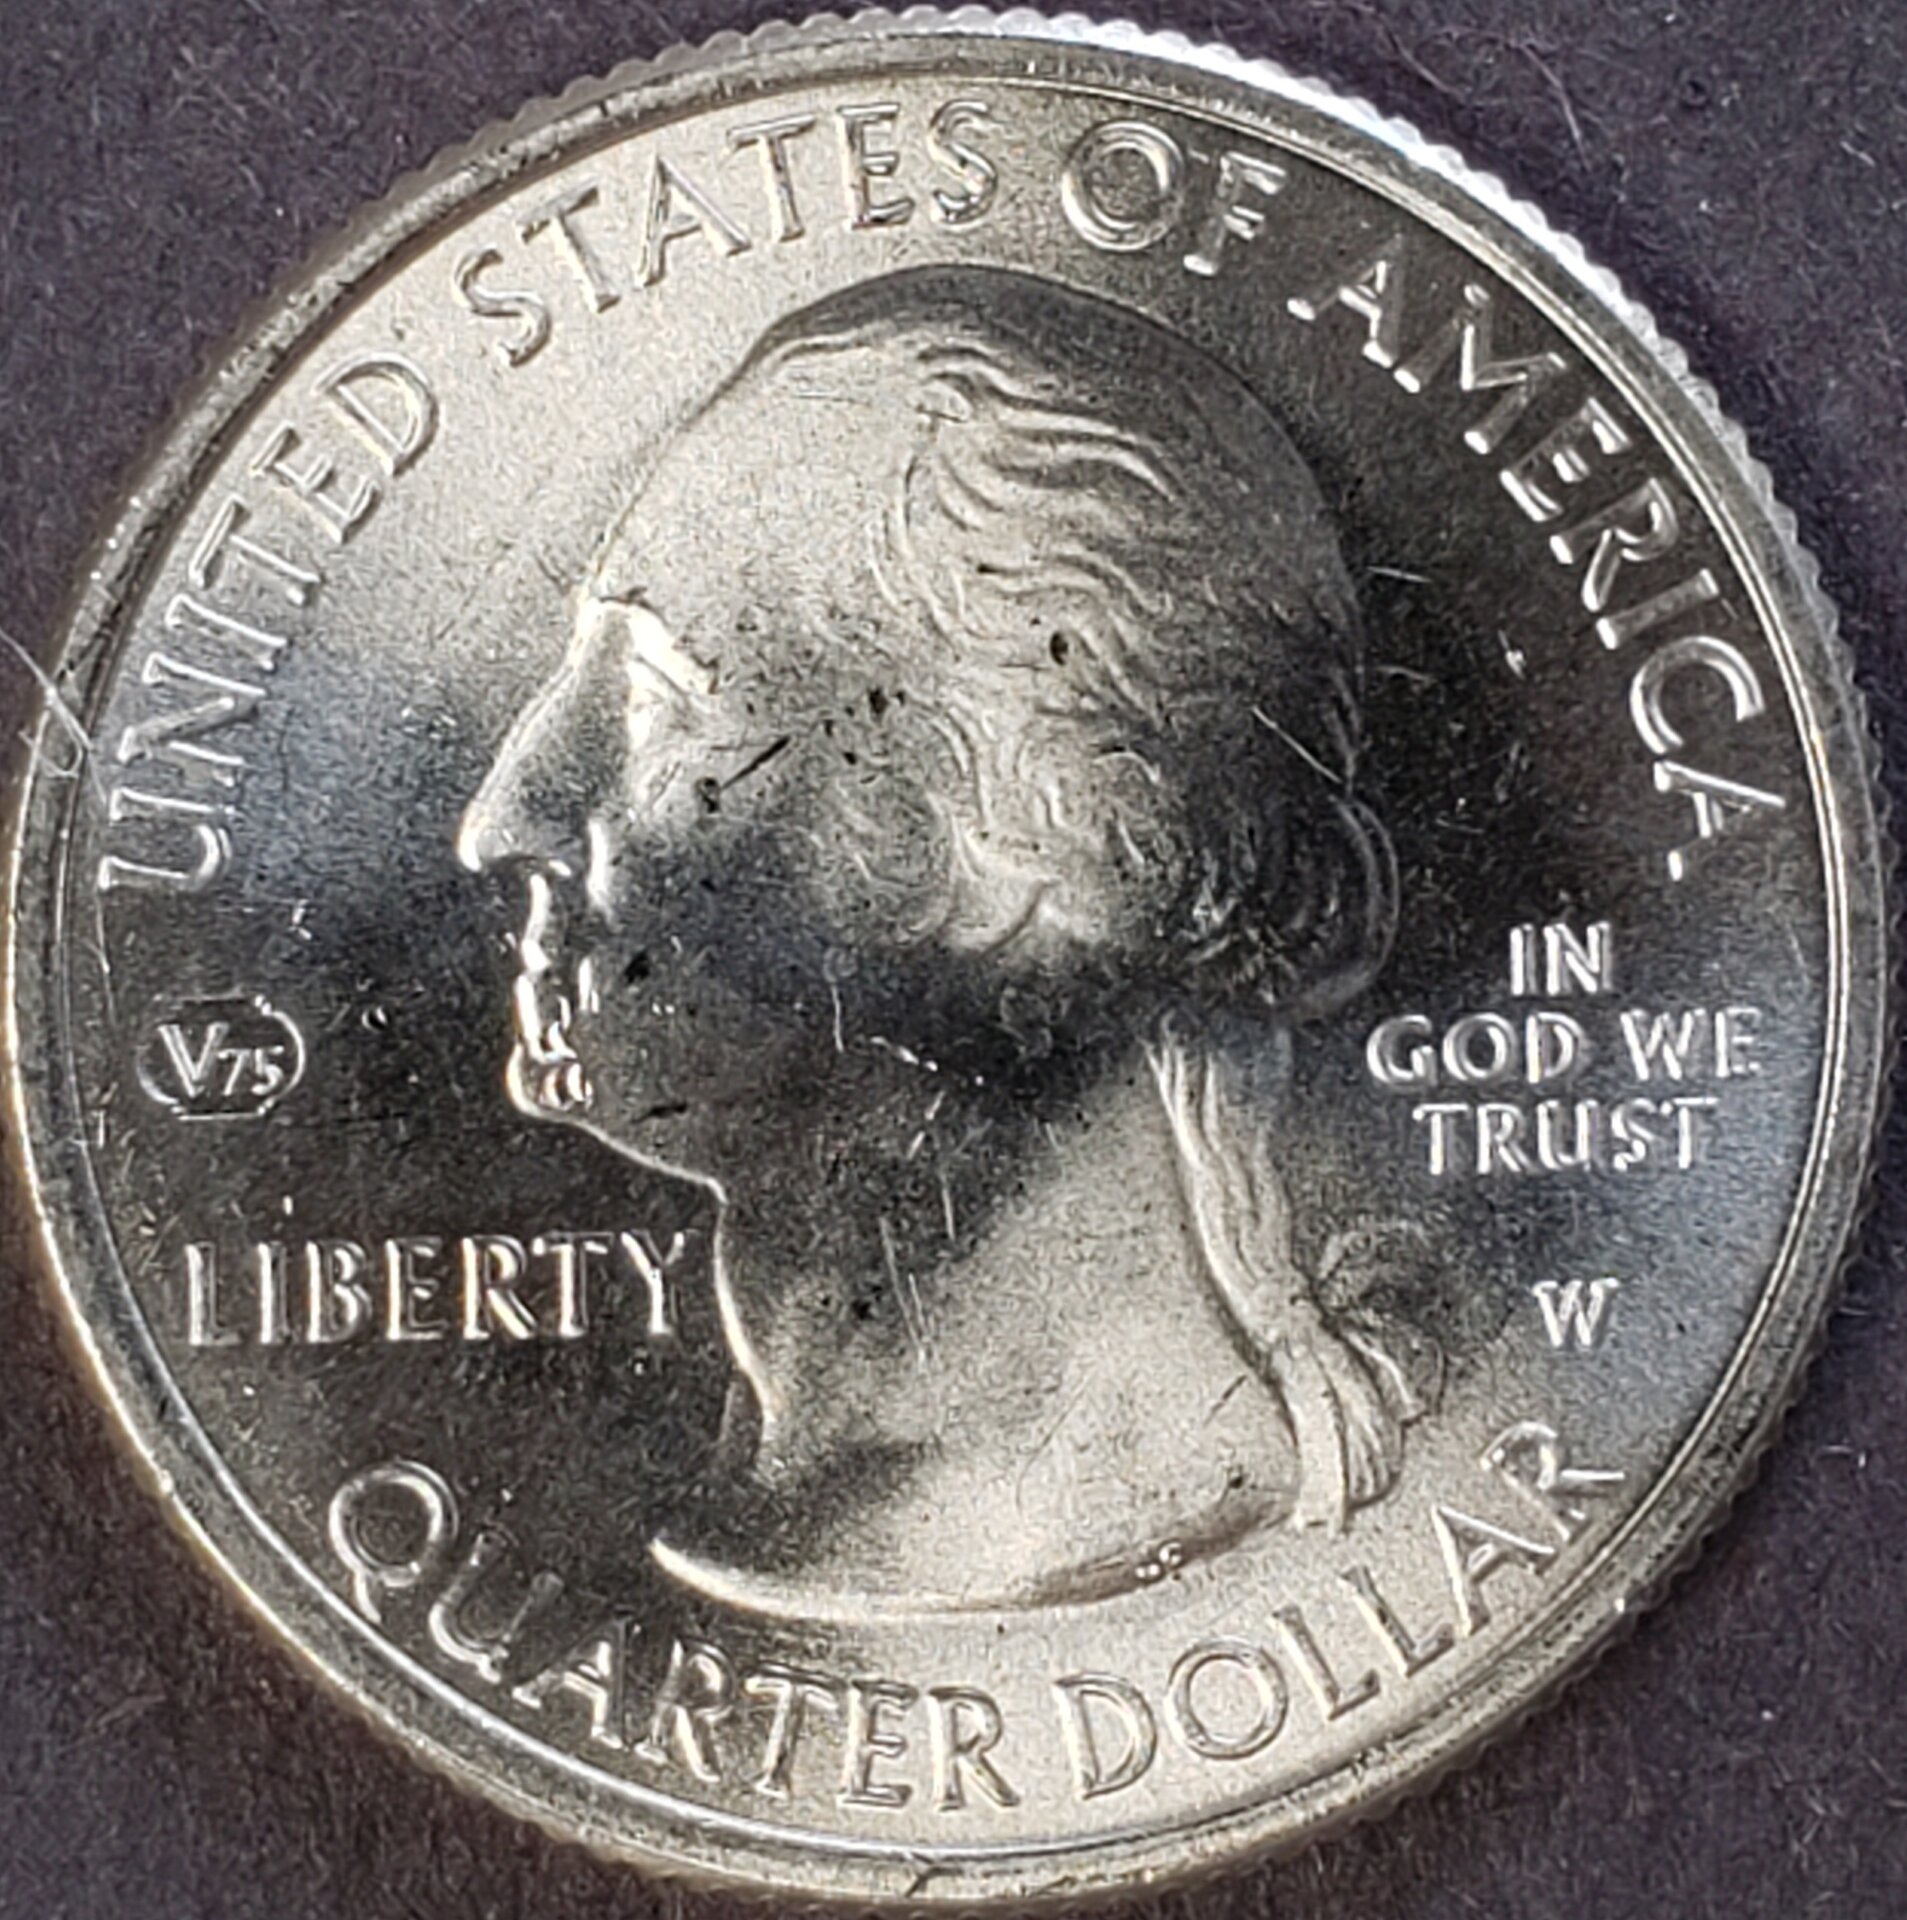 UNITED STATES OF AMERICA
V75
LIBERTY
IN
GOD WE
TRUST
W
QUARTER DOLLAR